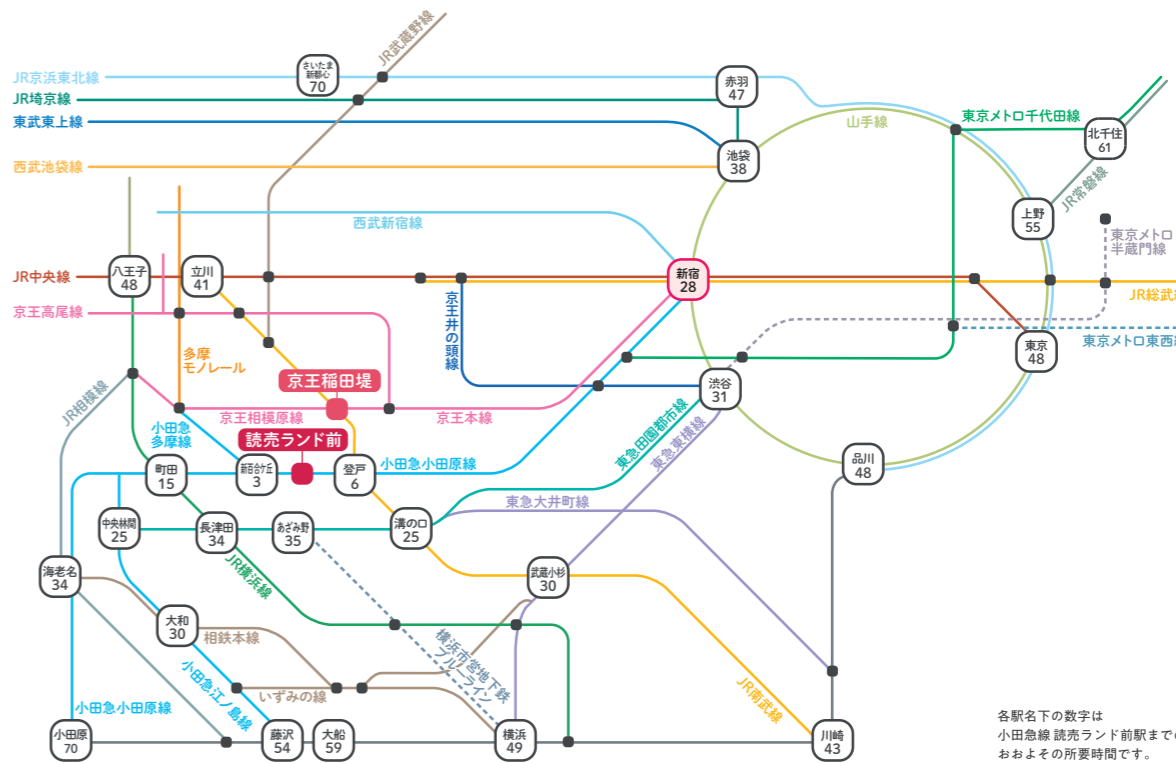 JR武蔵野線
さいたま
新都心
70
JR京浜東北線
赤羽
47
JR埼京線
東武東上線
山手線
東京メトロ千代田線
北千住
61
池袋
38
西武池袋線
JR常磐線
上野
55
西武新宿線
東京メトロ
半蔵門線
八王子
48
立川
41
新宿
28
JR中央線
JR総武
京王高尾線
京王井の頭線
東京メトロ東西
多摩
モノレール
東京
48
京王稲田堤
渋谷
31
JR相模線
京王相模原線
京王本線
小田急
多摩線
読売ランド前
東急田園都市線
東急東横線
町田
15
新百合ケ丘
3
登戸
6
小田急小田原線
品川
48
東急大井町線
中央林間
25
長津田
34
あざみ野
35
溝の口
25
海老名
34
JR横浜線
武蔵小杉
30
大和
30
相鉄本線
横浜市営地下鉄
ブルーライン
小田急江ノ島線
いずみの線
JR南武線
小田急小田原線
小田原
70
藤沢
54
大船
59
横浜
49
川崎
43
各駅名下の数字は
小田急線 読売ランド前駅まで
おおよその所要時間です。